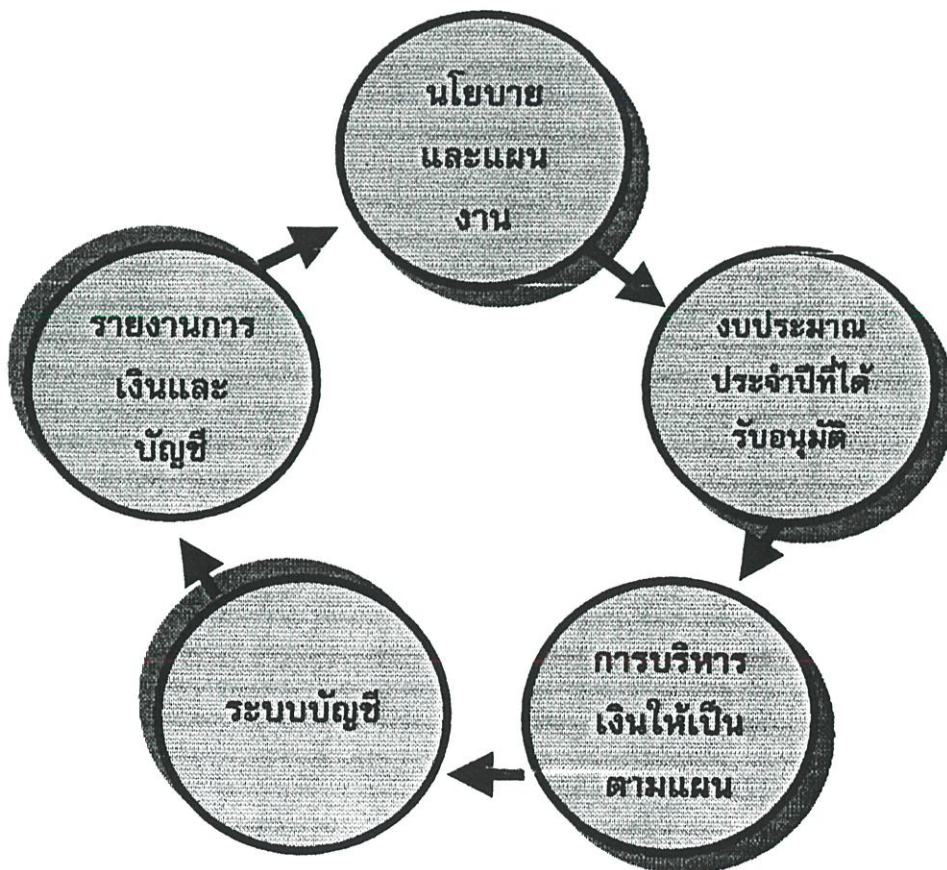 นโยบาย
และแผน
งาน
งบประมาณ
ประจำปีที่ได้
รับอนุมัติ
การบริหาร
เงินให้เป็น
ตามแผน
ระบบบัญชี
รายงานการ
เงินและ
บัญชี